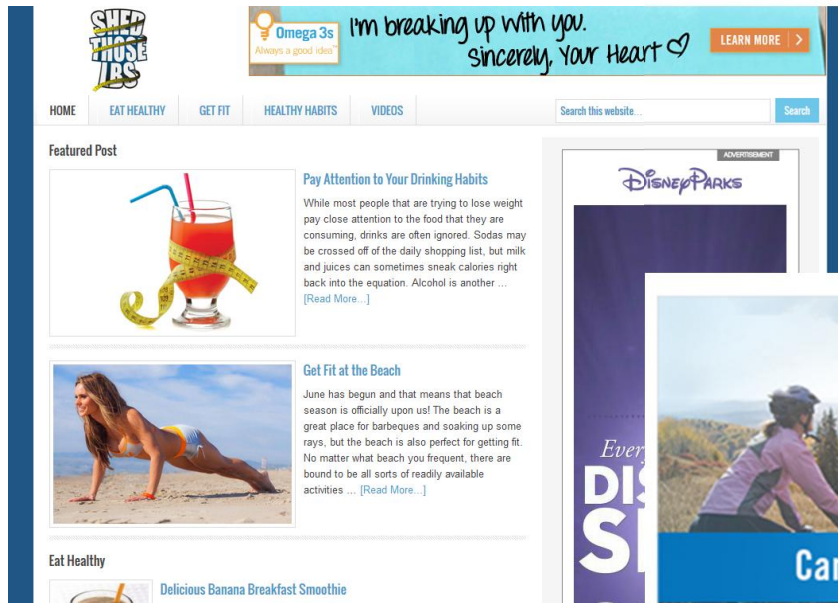 SHED
THOSE
LBS
Omega 3s
Always a good idea™
I'm breaking up with you.
Sincerely, Your Heart
LEARN MORE >
HOME
EAT HEALTHY
GET FIT
HEALTHY HABITS
VIDEOS
Search this website...
Search
Featured Post
Pay Attention to Your Drinking Habits
While most people that are trying to lose weight
pay close attention to the food that they are
consuming, drinks are often ignored. Sodas may
be crossed off of the daily shopping list, but milk
and juices can sometimes sneak calories right
back into the equation. Alcohol is another ...
[Read More...]
Get Fit at the Beach
June has begun and that means that beach
season is officially upon us! The beach is a
great place for barbeques and soaking up some
rays, but the beach is also perfect for getting fit.
No matter what beach you frequent, there are
bound to be all sorts of readily available
activities ... [Read More...]
Eat Healthy
Delicious Banana Breakfast Smoothie
ADVERTISEMENT
Disney Parks